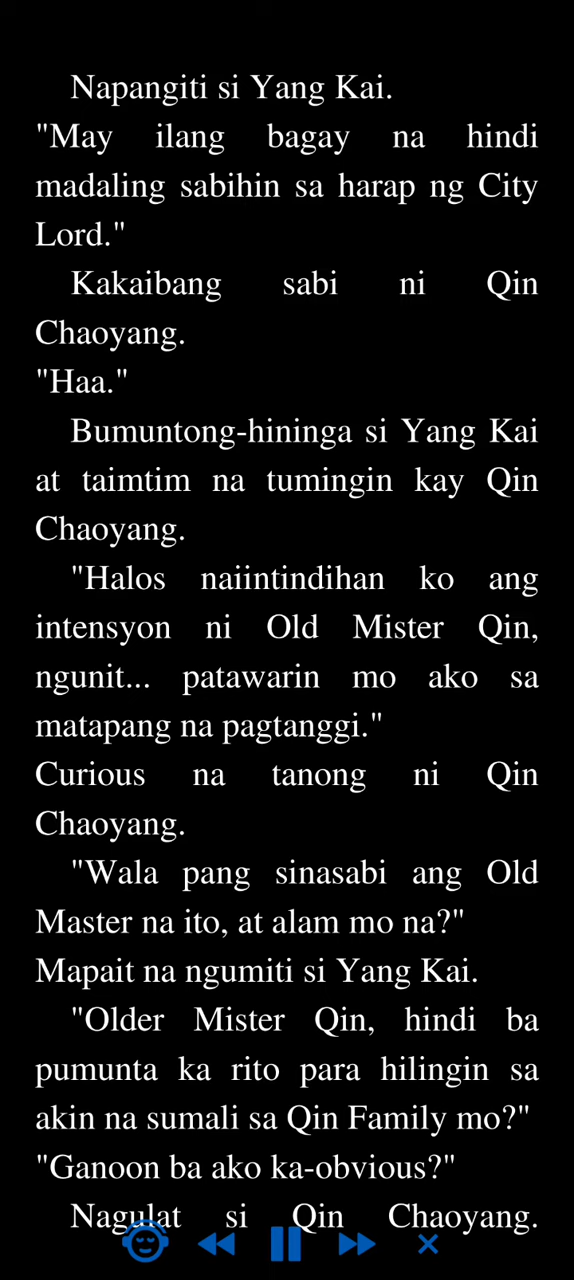 Napangiti si Yang Kai.
"May ilang bagay na hindi
madaling sabihin sa harap ng City
Lord."
Kakaibang sabi ni Qin
Chaoyang.
"Haa."
Bumuntong-hininga si Yang Kai
at taimtim na tumingin kay Qin
Chaoyang.
"Halos naiintindihan ko ang
intensyon ni Old Mister Qin,
ngunit... patawarin mo ako sa
matapang na pagtanggi."
Curious na tanong ni Qin
Chaoyang.
"Wala pang sinasabi ang Old
Master na ito, at alam mo na?"
Mapait na ngumiti si Yang Kai.
"Older Mister Qin, hindi ba
pumunta ka rito para hilingin sa
akin na sumali sa Qin Family mo?"
"Ganoon ba ako ka-obvious?"
Nagulat si Qin Chaoyang.